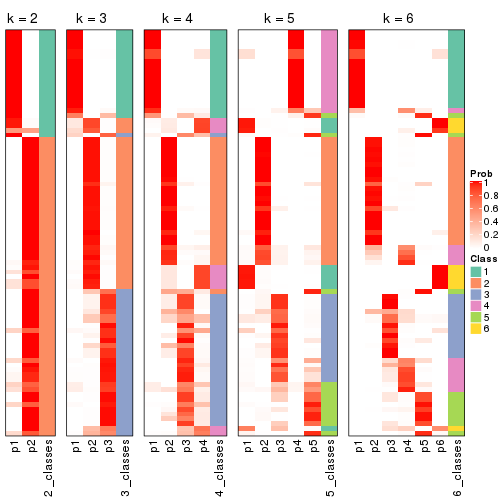 k = 2
k = 3
k = 4
k = 5
k = 6
Prob
1
0.8
0.6
0.4
0.2
0
Class
1
2
3
4
5
6
p1
p2
2_classes
p1
p2
p3
3_classes
p1
p2
p3
p4
4_classes
p1
p2
p3
p4
p5
5_classes
p1
p2
p3
p4
p5
p6
6_classes